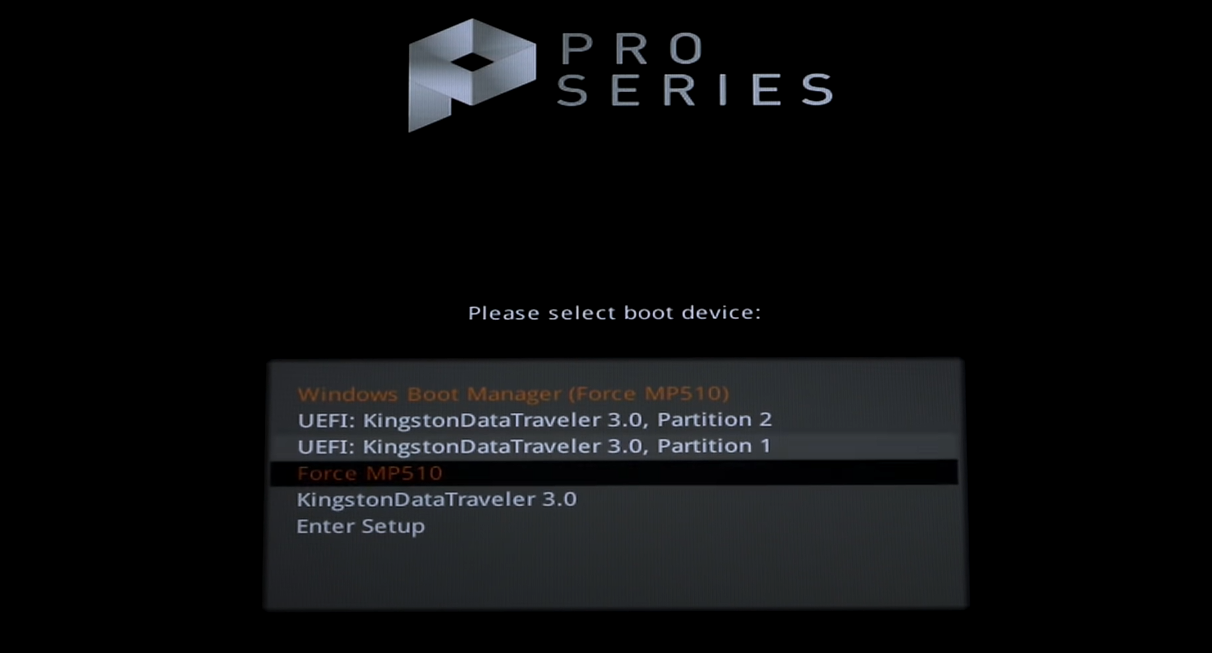 PRO
SERIES
Please select boot device:
Windows Boot Manager (Force MP510)
UEFI: KingstonDataTraveler 3.0, Partition 2
UEFI: KingstonDataTraveler 3.0, Partition 1
Force MP510
KingstonDataTraveler 3.0
Enter Setup